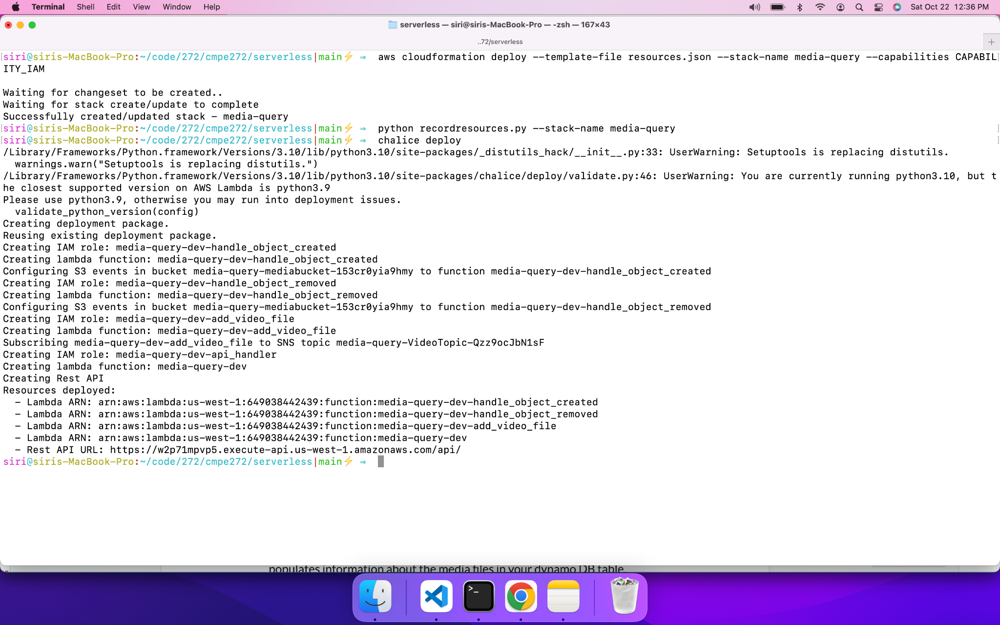 Terminal Shell Edit View Window Help Sat Oct 22 12:36 PM
serverless — siri@siris-MacBook-Pro — -zsh — 167×43
..72/serverless
siri@siris-MacBook-Pro:~/code/272/cmpe272/serverless|main⚡ ⇒ aws cloudformation deploy --template-file resources.json --stack-name media-query --capabilities CAPABIL
ITY_IAM
Waiting for changeset to be created..
Waiting for stack create/update to complete
Successfully created/updated stack - media-query
siri@siris-MacBook-Pro:~/code/272/cmpe272/serverless|main⚡ ⇒ python recordresources.py --stack-name media-query
siri@siris-MacBook-Pro:~/code/272/cmpe272/serverless|main⚡ ⇒ chalice deploy
/Library/Frameworks/Python.framework/Versions/3.10/lib/python3.10/site-packages/_distutils_hack/__init__.py:33: UserWarning: Setuptools is replacing distutils.
warnings.warn("Setuptools is replacing distutils.")
/Library/Frameworks/Python.framework/Versions/3.10/lib/python3.10/site-packages/chalice/deploy/validate.py:46: UserWarning: You are currently running python3.10, but t
he closest supported version on AWS Lambda is python3.9
Please use python3.9, otherwise you may run into deployment issues.
validate_python_version(config)
Creating deployment package.
Reusing existing deployment package.
Creating IAM role: media-query-dev-handle_object_created
Creating lambda function: media-query-dev-handle_object_created
Configuring S3 events in bucket media-query-mediabucket-153cr0yia9hmy to function media-query-dev-handle_object_created
Creating IAM role: media-query-dev-handle_object_removed
Creating lambda function: media-query-dev-handle_object_removed
Configuring S3 events in bucket media-query-mediabucket-153cr0yia9hmy to function media-query-dev-handle_object_removed
Creating IAM role: media-query-dev-add_video_file
Creating lambda function: media-query-dev-add_video_file
Subscribing media-query-dev-add_video_file to SNS topic media-query-VideoTopic-Qzz9ocJbN1sF
Creating IAM role: media-query-dev-api_handler
Creating lambda function: media-query-dev
Creating Rest API
Resources deployed:
- Lambda ARN: arn:aws:lambda:us-west-1:649038442439:function:media-query-dev-handle_object_created
- Lambda ARN: arn:aws:lambda:us-west-1:649038442439:function:media-query-dev-handle_object_removed
- Lambda ARN: arn:aws:lambda:us-west-1:649038442439:function:media-query-dev-add_video_file
- Lambda ARN: arn:aws:lambda:us-west-1:649038442439:function:media-query-dev
- Rest API URL: https://w2p71mpvp5.execute-api.us-west-1.amazonaws.com/api/
siri@siris-MacBook-Pro:~/code/272/cmpe272/serverless|main⚡ ⇒
populates information about the media files in your dynamo DB table.